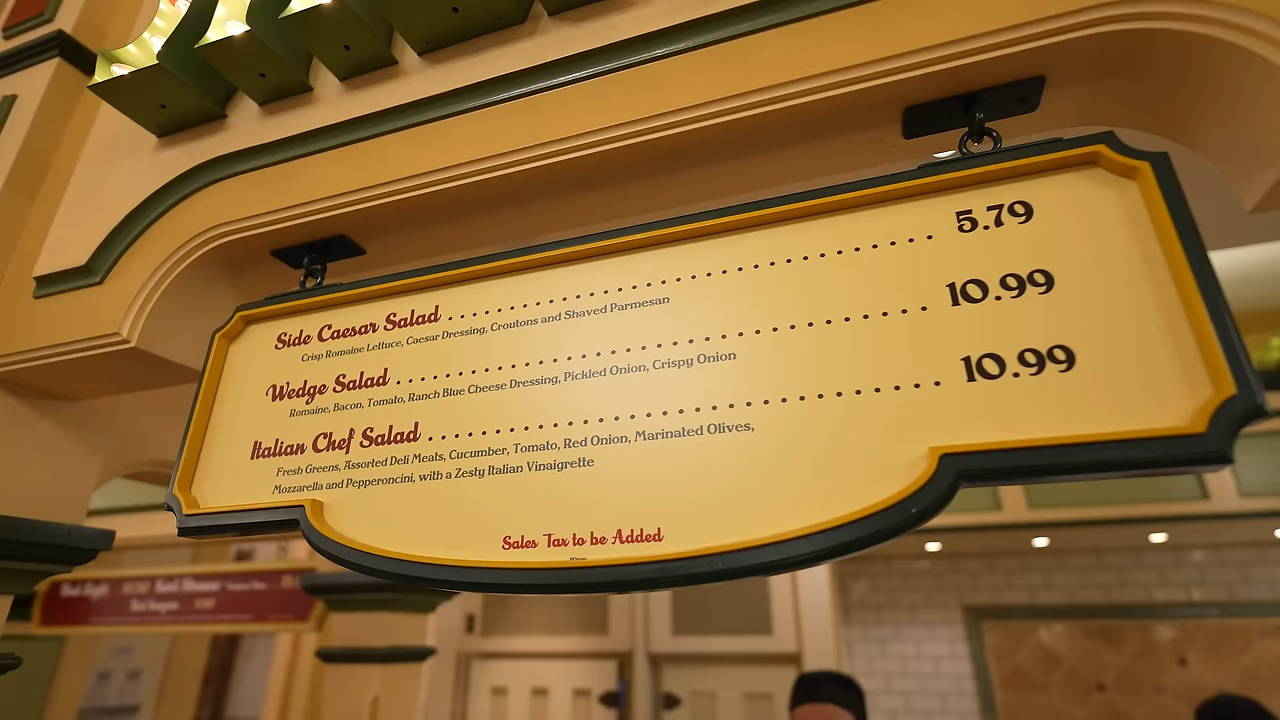 Side Caesar Salad . . . . . . . . . . . . . . . . . . . . . . . . . . . . . . . . . 5.79
Crisp Romaine Lettuce, Caesar Dressing, Croutons and Shaved Parmesan
Wedge Salad . . . . . . . . . . . . . . . . . . . . . . . . . . . . . . . . . . . . . 10.99
Romaine, Bacon, Tomato, Ranch Blue Cheese Dressing, Pickled Onion, Crispy Onion
Italian Chef Salad . . . . . . . . . . . . . . . . . . . . . . . . . . . . . . . . . . 10.99
Fresh Greens, Assorted Deli Meats, Cucumber, Tomato, Red Onion, Marinated Olives,
Mozzarella and Pepperoncini, with a Zesty Italian Vinaigrette
Sales Tax to be Added